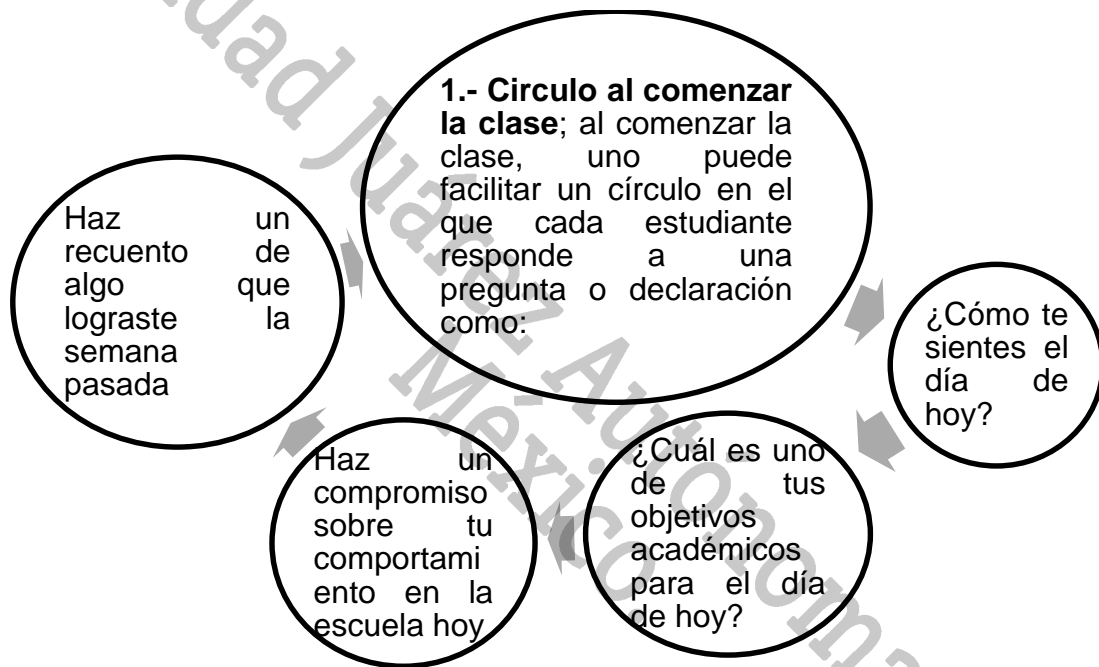 1.- Circulo al comenzar
la clase; al comenzar la
clase, uno puede
facilitar un círculo en el
que cada estudiante
responde a una
pregunta o declaración
como:
¿Cómo te
sientes el
día de
hoy?
¿Cuál es uno
de tus
objetivos
académicos
para el día
de hoy?
Haz un
compromiso
sobre tu
comportami
ento en la
escuela hoy
Haz un
recuento de
algo que
lograste la
semana
pasada
Juárez Autónoma
México.